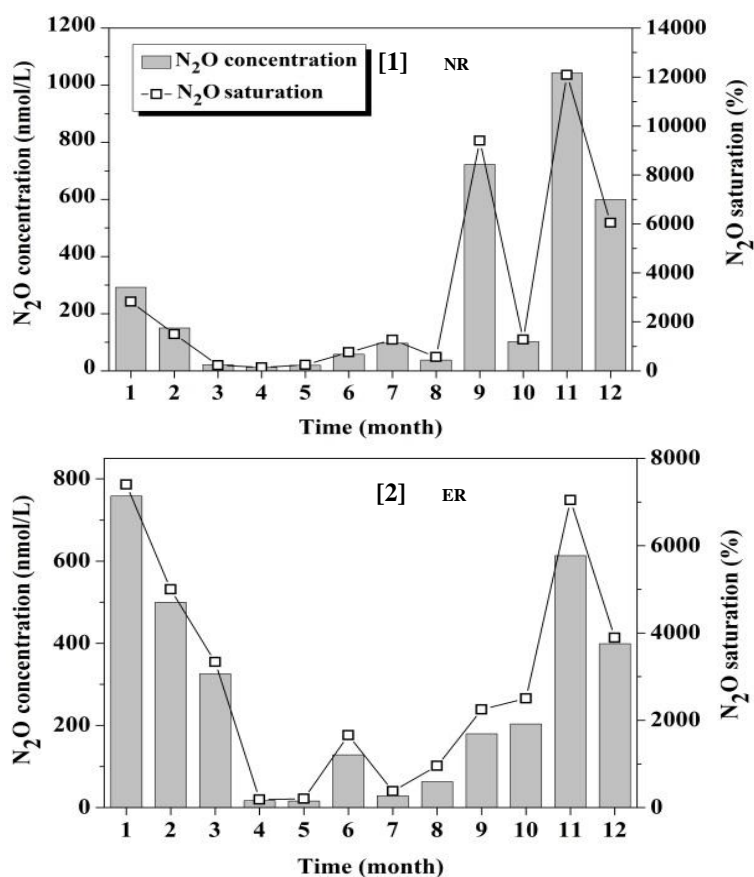 [1] NR
N₂O concentration
N₂O saturation
N₂O concentration (nmol/L)
1200
1000
800
600
400
200
0
14000
12000
10000
8000
6000
4000
2000
0
N₂O saturation (%)
1 2 3 4 5 6 7 8 9 10 11 12
Time (month)
[2] ER
N₂O concentration (nmol/L)
800
600
400
200
0
8000
6000
4000
2000
0
N₂O saturation (%)
1 2 3 4 5 6 7 8 9 10 11 12
Time (month)